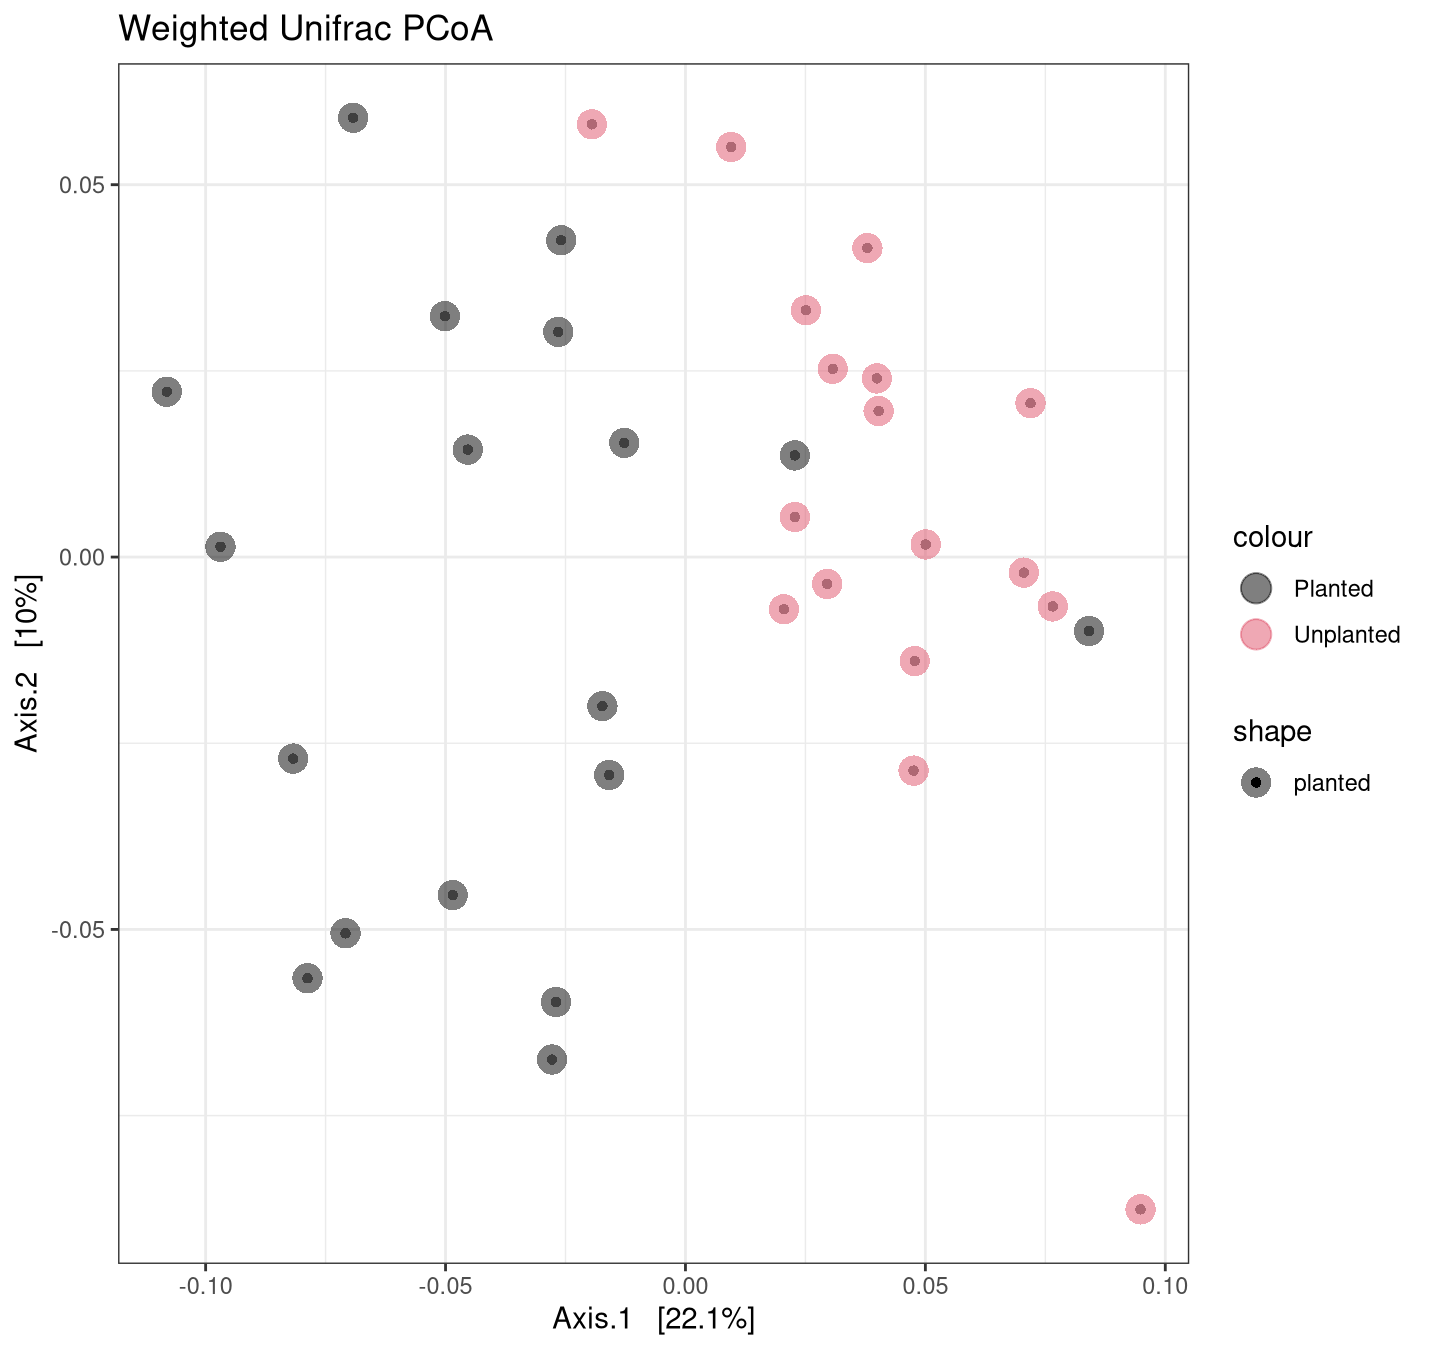 Weighted Unifrac PCoA
0.05
0.00
-0.05
-0.10
-0.05
0.00
0.05
0.10
Axis.1 [22.1%]
Axis.2 [10%]
colour
Planted
Unplanted
shape
planted